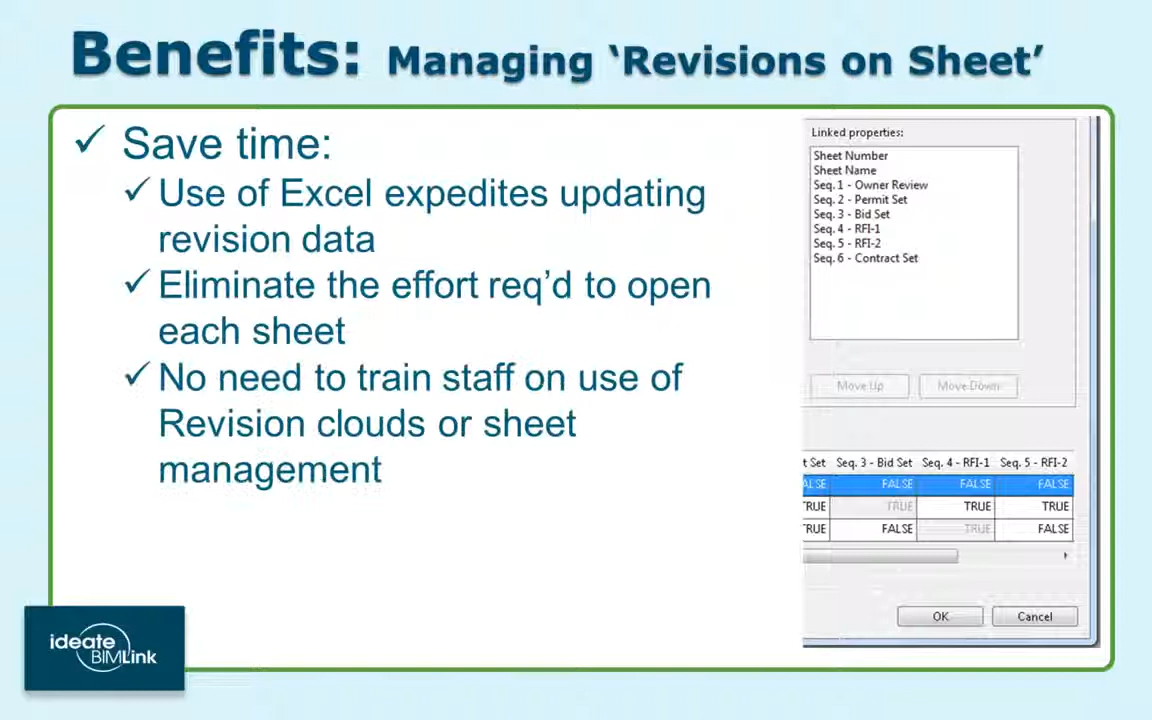 Benefits: Managing ‘Revisions on Sheet’
✓ Save time:
✓ Use of Excel expedites updating
revision data
✓ Eliminate the effort req’d to open
each sheet
✓ No need to train staff on use of
Revision clouds or sheet
management
Linked properties:
Sheet Number
Sheet Name
Seq. 1 - Owner Review
Seq. 2 - Permit Set
Seq. 3 - Bid Set
Seq. 4 - RFI-1
Seq. 5 - RFI-2
Seq. 6 - Contract Set
Move Up Move Down
t Set Seq. 3 - Bid Set Seq. 4 - RFI-1 Seq. 5 - RFI-2
ALSE FALSE FALSE FALSE
TRUE TRUE TRUE TRUE
TRUE FALSE TRUE FALSE
OK Cancel
ideate
BIMLink